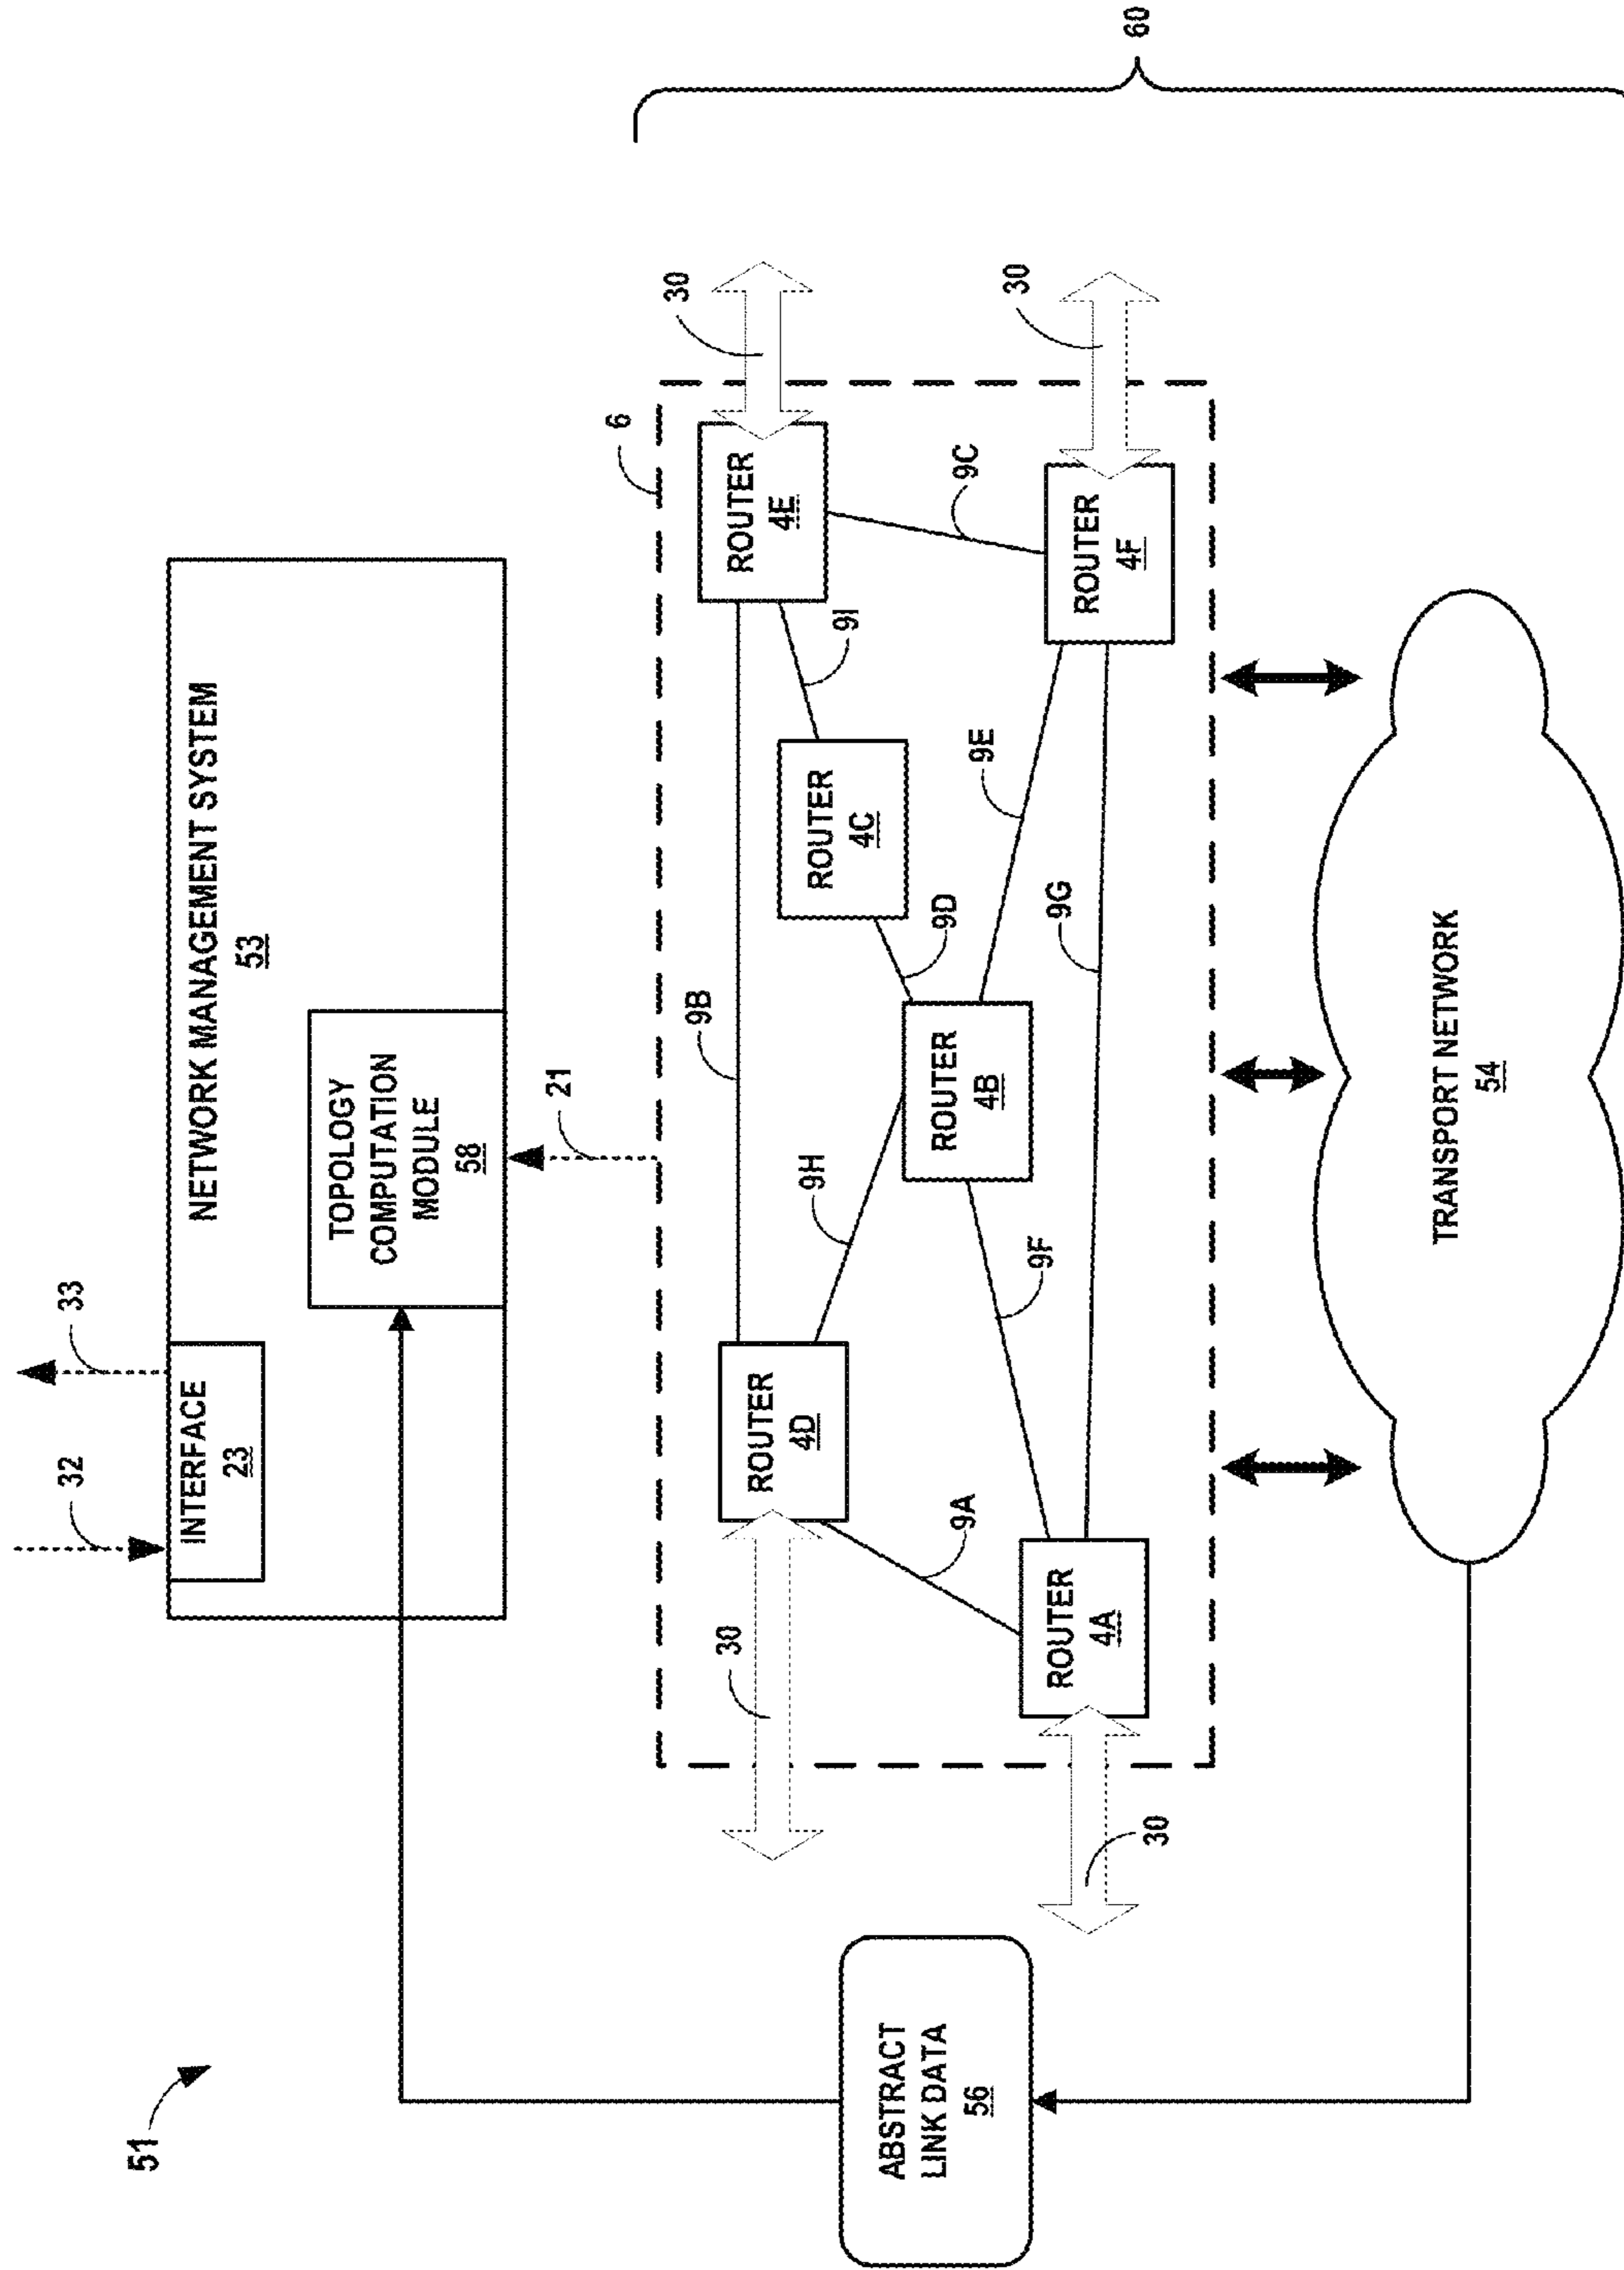 51
32
33
NETWORK MANAGEMENT SYSTEM
53
INTERFACE
23
TOPOLOGY
COMPUTATION
MODULE
58
21
6
ABSTRACT
LINK DATA
56
30
ROUTER
4D
9B
ROUTER
4E
30
9H
9I
9A
ROUTER
4C
9D
9C
ROUTER
4B
9E
9F
9G
30
ROUTER
4A
ROUTER
4F
30
60
TRANSPORT NETWORK
54